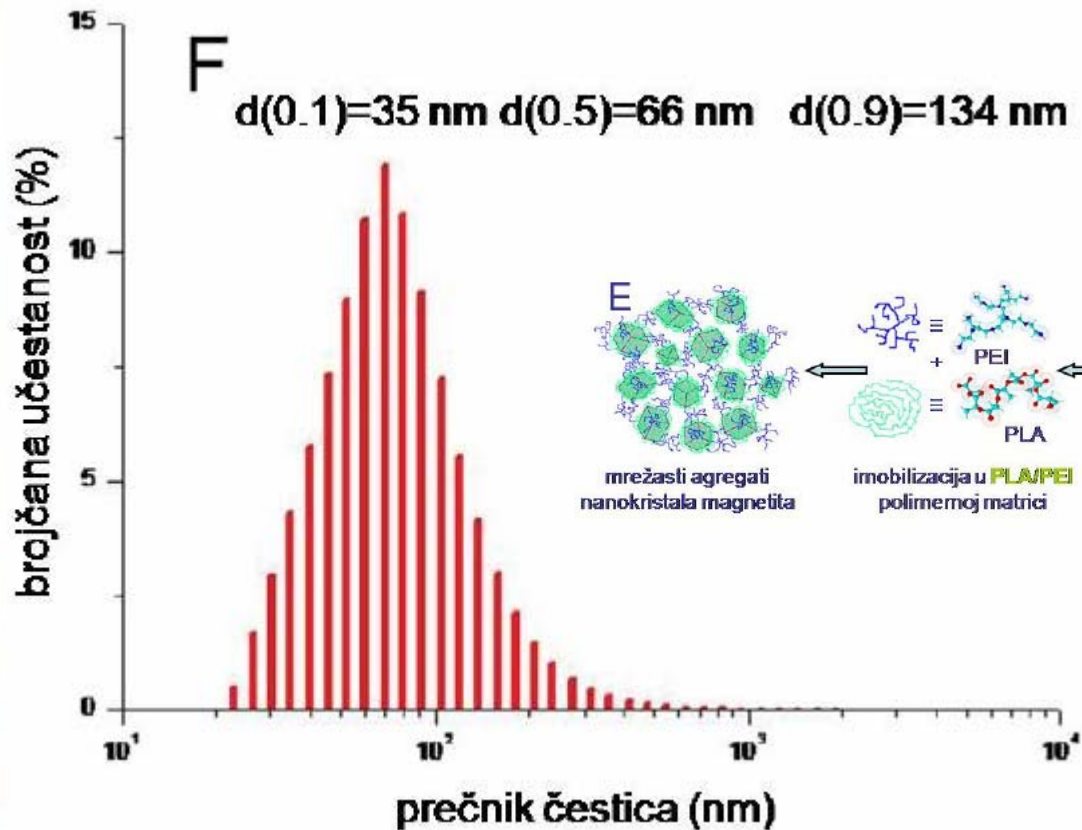 F
d(0.1)=35 nm d(0.5)=66 nm d(0.9)=134 nm
brojčana učestanost (%)
15
10
5
0
10¹
10²
10³
10⁴
prečnik čestica (nm)
E
≡
PEI
+
≡
PLA
mrežasti agregati
nanokristala magnetita
imobilizacija u PLA/PEI
polimernoj matrici